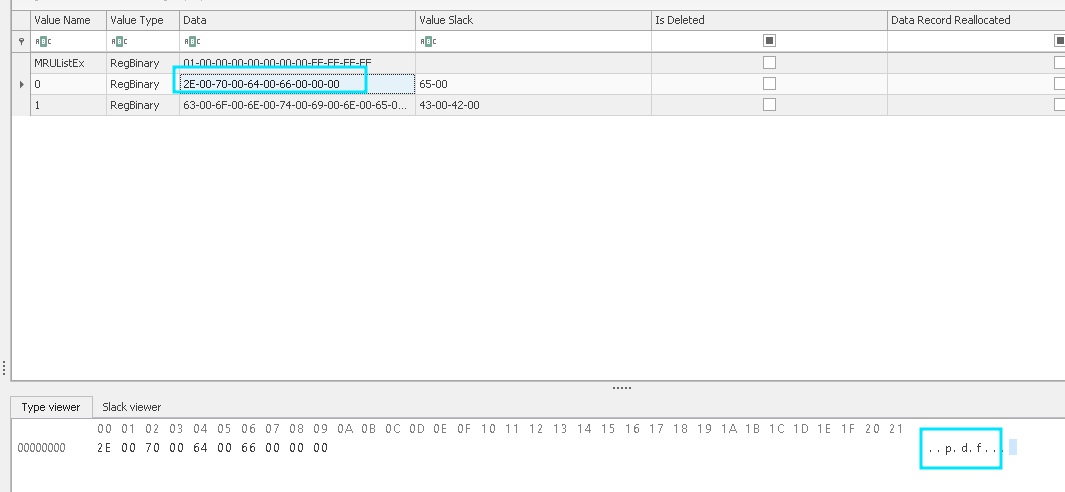 Value Name Value Type Data Value Slack Is Deleted Data Record Reallocated
ABC ABC ABC ABC
MRUListEx RegBinary 01-00-00-00-00-00-00-00-FF-FF-FF-FF
0 RegBinary 2E-00-70-00-64-00-66-00-00-00 65-00
1 RegBinary 63-00-6F-00-6E-00-74-00-69-00-6E-00-65-0... 43-00-42-00
Type viewer Slack viewer
00 01 02 03 04 05 06 07 08 09 0A 0B 0C 0D 0E 0F 10 11 12 13 14 15 16 17 18 19 1A 1B 1C 1D 1E 1F 20 21
00000000 2E 00 70 00 64 00 66 00 00 00 ..p.d.f...